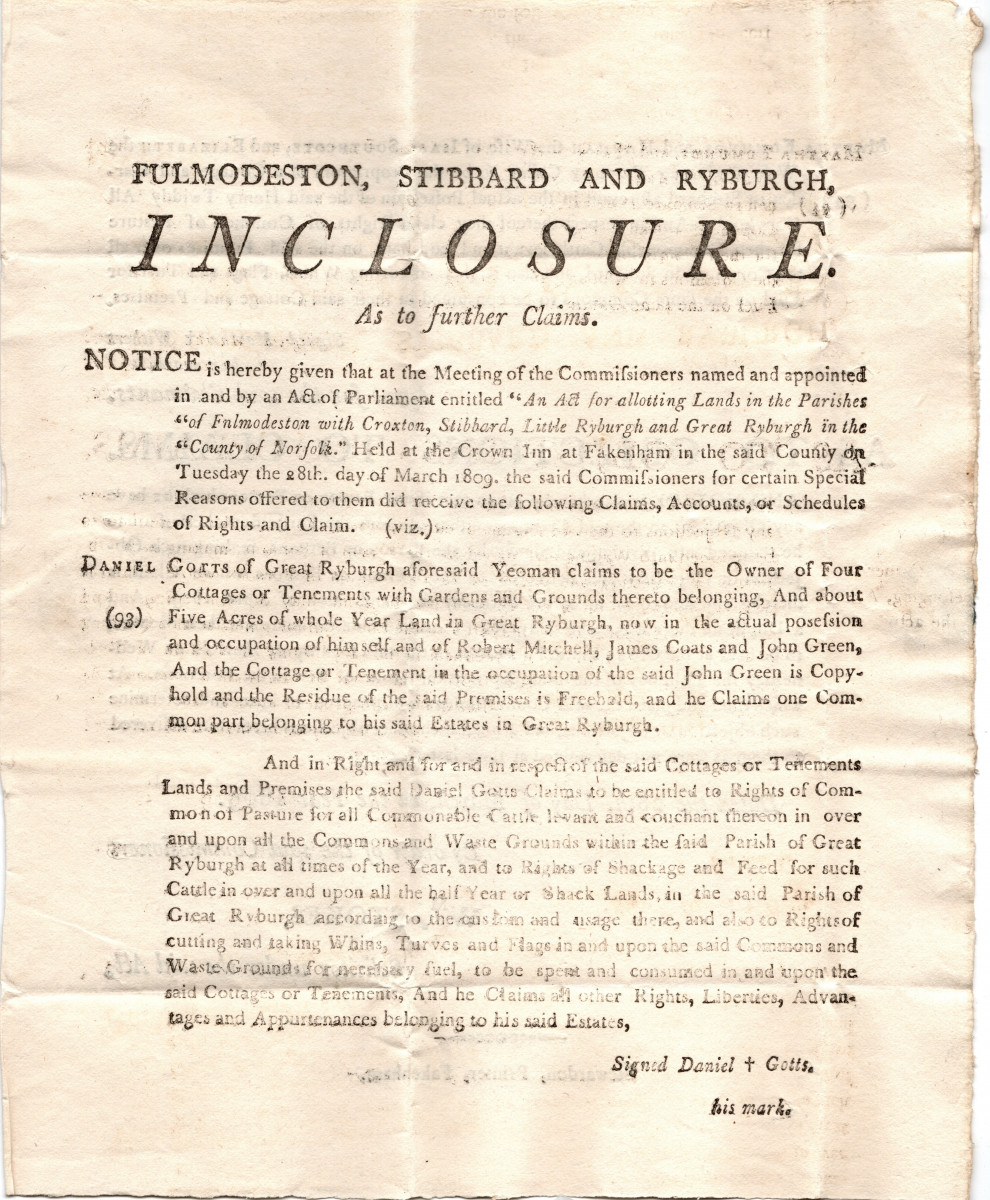 FULMODESTON, STIBBARD AND RYBURGH,
INCLOSURE.
As to further Claims.
NOTICE is hereby given that at the Meeting of the Commiſsioners named and appointed
in and by an Act of Parliament entitled “An Act for allotting Lands in the Pariſhes
“of Fnlmodeston with Croxton, Stibbard, Little Ryburgh and Great Ryburgh in the
“County of Norfolk.” Held at the Crown Inn at Fakenham in the said County on
Tuesday the 28th. day of March 1809. the said Commiſsioners for certain Special
Reasons offered to them did receive the following Claims, Accounts, or Schedules
of Rights and Claim. (viz.)
DANIEL GOTTS of Great Ryburgh aforesaid Yeoman claims to be the Owner of Four
Cottages or Tenements with Gardens and Grounds thereto belonging, And about
(93) Five Acres of whole Year Land in Great Ryburgh, now in the actual poseſsion
and occupation of himself and of Robert Mitchell, James Coats and John Green,
And the Cottage or Tenement in the occupation of the said John Green is Copy-
hold and the Residue of the said Premises is Freehold, and he Claims one Com-
mon part belonging to his said Estates in Great Ryburgh.
And in Right and for and in respect of the said Cottages or Tenements
Lands and Premises the said Daniel Gotts Claims to be entitled to Rights of Com-
mon of Pasture for all Commonable Cattle levant and couchant thereon in over
and upon all the Commons and Waste Grounds within the ſaid Parish of Great
Ryburgh at all times of the Year, and to Rights of Shackage and Feed for such
Cattle in over and upon all the half Year or Shack Lands, in the said Parish of
Great Ryburgh according to the custom and usage there, and also to Rights of
cutting and taking Whins, Turves and Flags in and upon the said Commons and
Waste Grounds for neceſsary fuel, to be spent and consumed in and upon the
said Cottages or Tenements, And he Claims all other Rights, Liberties, Advan-
tages and Appurtenances belonging to his said Estates,
Signed Daniel † Gotts.
his mark.